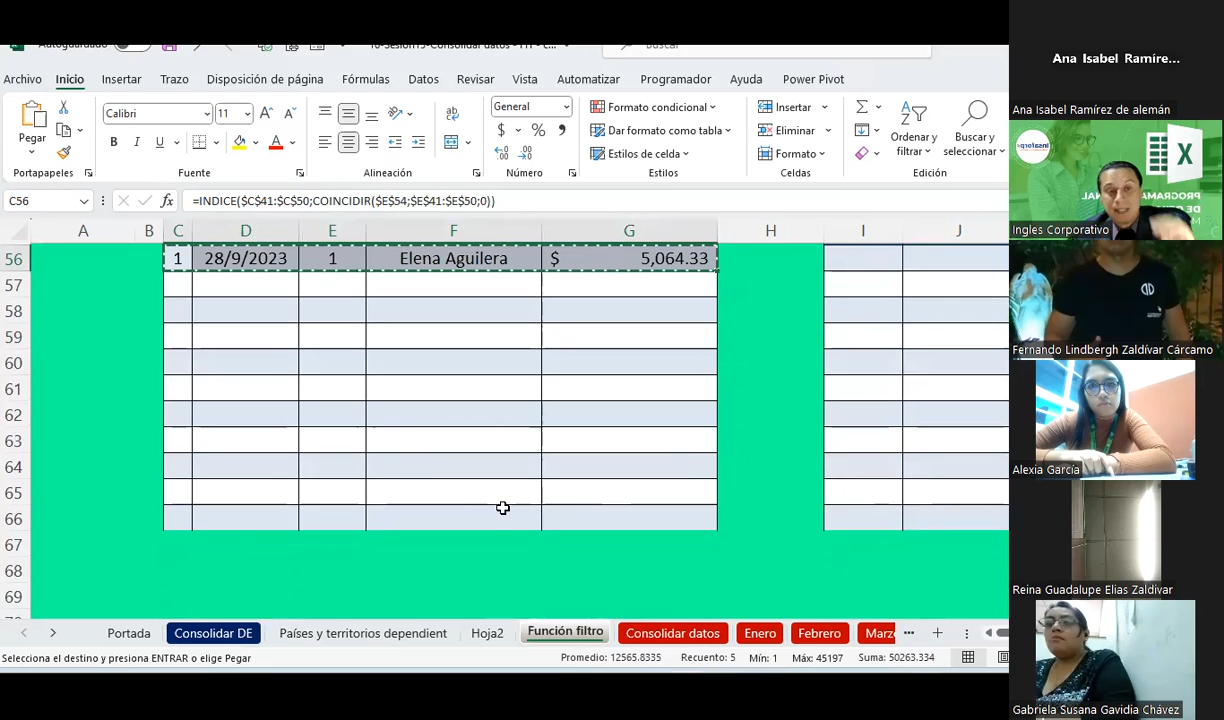 Autoguardado
10-Sesion15-Consolidar datos - FIT - C...
Buscar
Archivo Inicio Insertar Trazo Disposición de página Fórmulas Datos Revisar Vista Automatizar Programador Ayuda Power Pivot
Pegar
Calibri 11
General
Formato condicional
Dar formato como tabla
Estilos de celda
Insertar
Eliminar
Formato
Ordenar y filtrar
Buscar y seleccionar
Portapapeles Fuente Alineación Número Estilos Celdas Edición
C56 fx =INDICE($C$41:$C$50;COINCIDIR($E$54;$E$41:$E$50;0))
A B C D E F G H I J
56 1 28/9/2023 1 Elena Aguilera $ 5,064.33
57
58
59
60
61
62
63
64
65
66
67
68
69
Portada Consolidar DE Países y territorios dependient Hoja2 Función filtro Consolidar datos Enero Febrero Marzo
Selecciona el destino y presiona ENTRAR o elige Pegar Promedio: 12565.8335 Recuento: 5 Mín: 1 Máx: 45197 Suma: 50263.334
Ana Isabel Ramíre...
Ana Isabel Ramírez de alemán
Insaforp
PROGRAMA
Ingles Corporativo
Fernando Lindbergh Zaldívar Cárcamo
Alexia García
Reina Guadalupe Elias Zaldivar
Gabriela Susana Gavidia Chávez